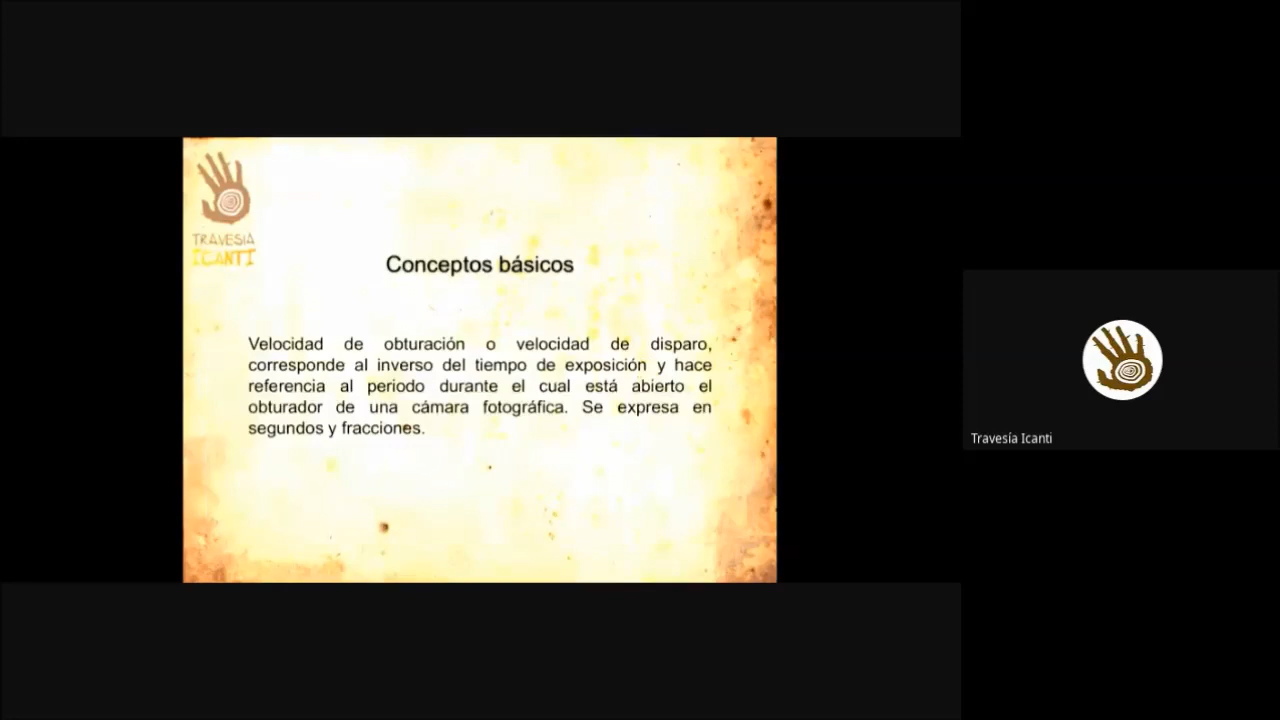 TRAVESIA
ICANTI
Conceptos básicos
Velocidad de obturación o velocidad de disparo,
corresponde al inverso del tiempo de exposición y hace
referencia al periodo durante el cual está abierto el
obturador de una cámara fotográfica. Se expresa en
segundos y fracciones.
Travesía Icanti